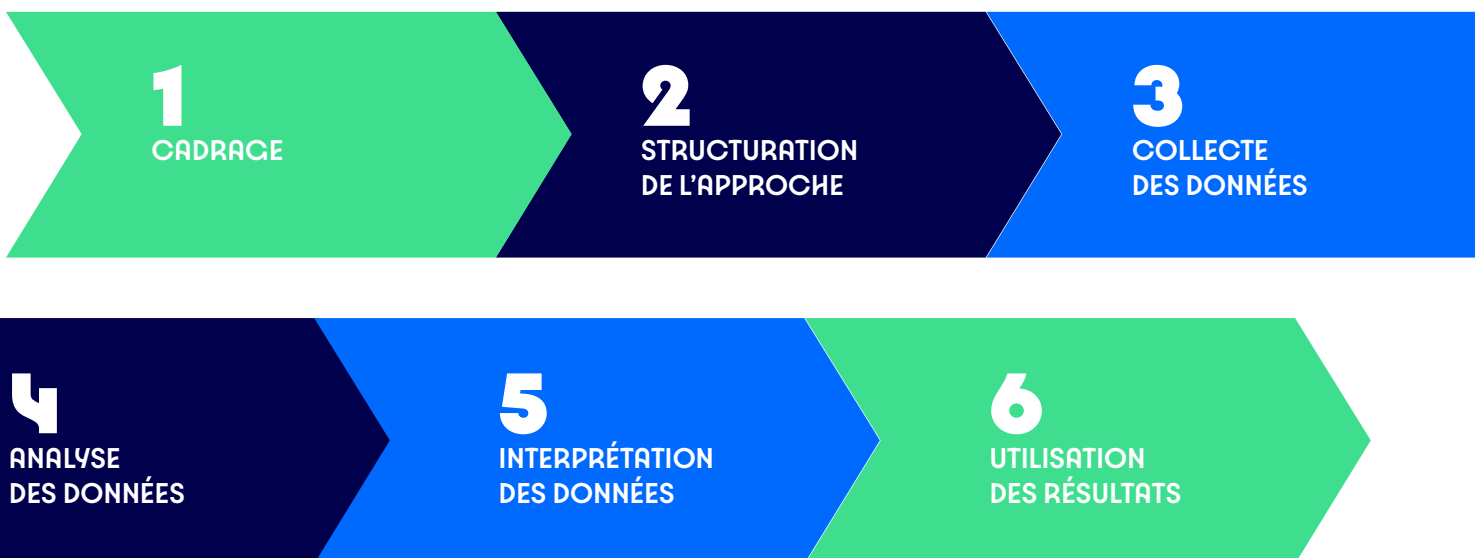 1
CADRAGE
2
STRUCTURATION
DE L'APPROCHE
3
COLLECTE
DES DONNÉES
4
ANALYSE
DES DONNÉES
5
INTERPRÉTATION
DES DONNÉES
6
UTILISATION
DES RÉSULTATS